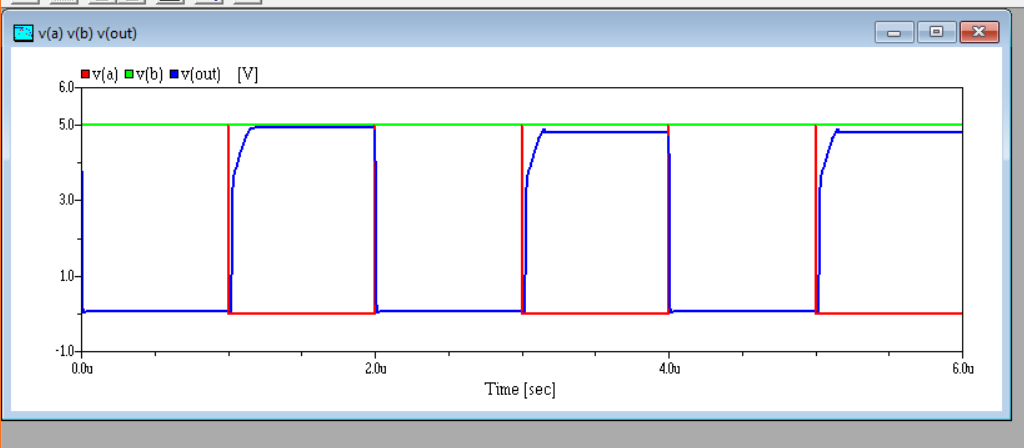 v(a) v(b) v(out)
v(a) v(b) v(out) [V]
6.0
5.0
3.0
1.0
-1.0
0.0u 2.0u 4.0u 6.0u
Time [sec]